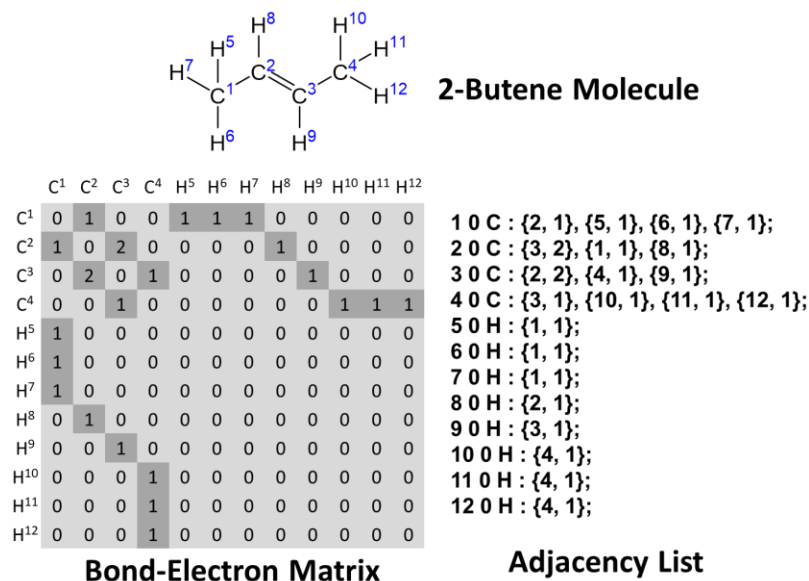 H⁸ H¹⁰
H⁵ H¹¹
H⁷ C² C⁴
C¹ C³ H¹²
H⁶ H⁹
2-Butene Molecule
C¹ C² C³ C⁴ H⁵ H⁶ H⁷ H⁸ H⁹ H¹⁰ H¹¹ H¹²
C¹ 0 1 0 0 1 1 1 0 0 0 0 0
C² 1 0 2 0 0 0 0 1 0 0 0 0
C³ 0 2 0 1 0 0 0 0 1 0 0 0
C⁴ 0 0 1 0 0 0 0 0 0 1 1 1
H⁵ 1 0 0 0 0 0 0 0 0 0 0 0
H⁶ 1 0 0 0 0 0 0 0 0 0 0 0
H⁷ 1 0 0 0 0 0 0 0 0 0 0 0
H⁸ 0 1 0 0 0 0 0 0 0 0 0 0
H⁹ 0 0 1 0 0 0 0 0 0 0 0 0
H¹⁰ 0 0 0 1 0 0 0 0 0 0 0 0
H¹¹ 0 0 0 1 0 0 0 0 0 0 0 0
H¹² 0 0 0 1 0 0 0 0 0 0 0 0
Bond-Electron Matrix
1 0 C : {2, 1}, {5, 1}, {6, 1}, {7, 1};
2 0 C : {3, 2}, {1, 1}, {8, 1};
3 0 C : {2, 2}, {4, 1}, {9, 1};
4 0 C : {3, 1}, {10, 1}, {11, 1}, {12, 1};
5 0 H : {1, 1};
6 0 H : {1, 1};
7 0 H : {1, 1};
8 0 H : {2, 1};
9 0 H : {3, 1};
10 0 H : {4, 1};
11 0 H : {4, 1};
12 0 H : {4, 1};
Adjacency List